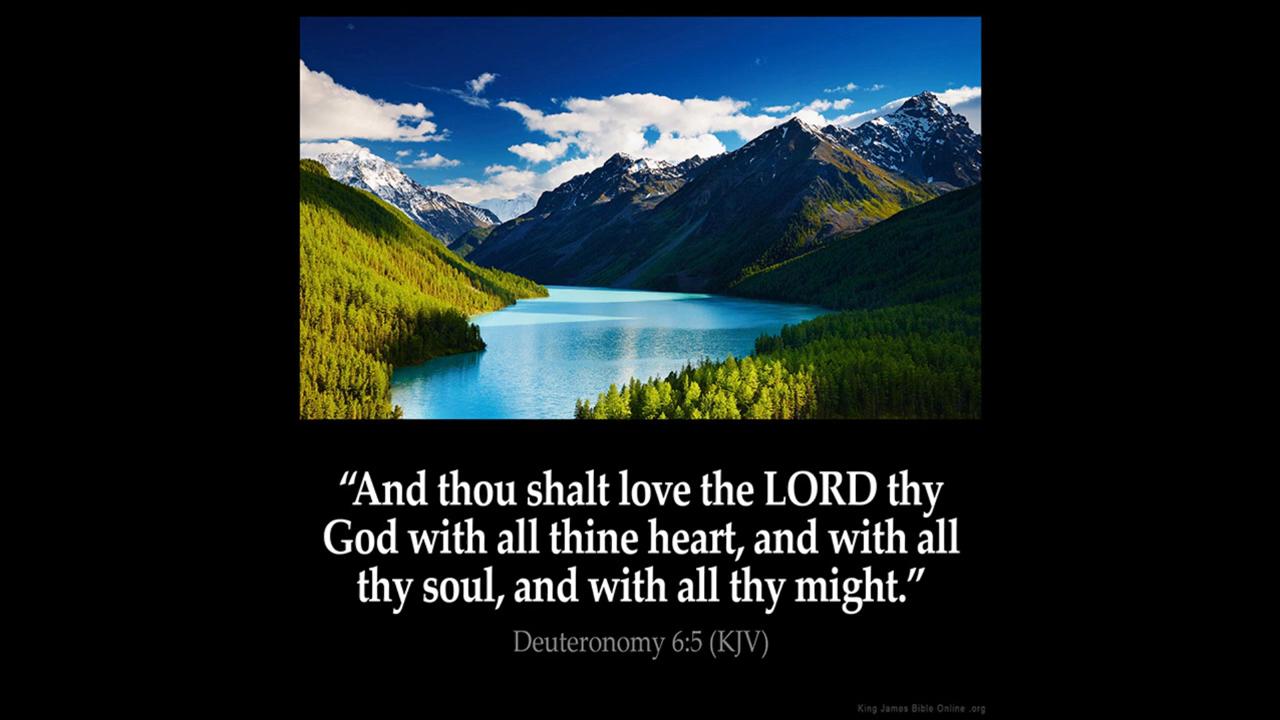 “And thou shalt love the LORD thy
God with all thine heart, and with all
thy soul, and with all thy might.”
Deuteronomy 6:5 (KJV)
King James Bible Online .org